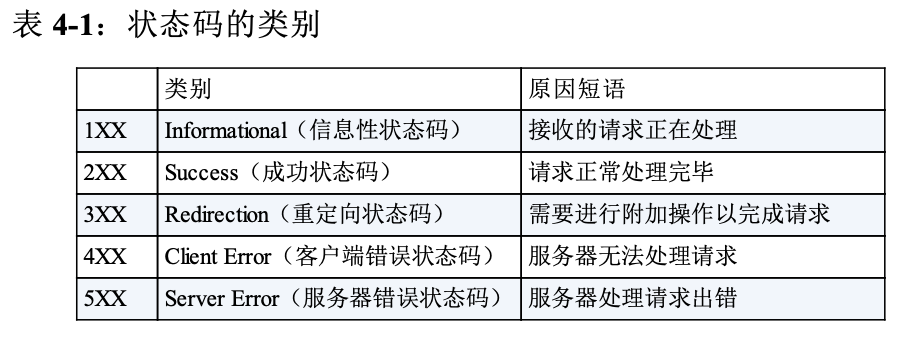 表 4-1：状态码的类别
类别 原因短语
1XX Informational（信息性状态码） 接收的请求正在处理
2XX Success（成功状态码） 请求正常处理完毕
3XX Redirection（重定向状态码） 需要进行附加操作以完成请求
4XX Client Error（客户端错误状态码） 服务器无法处理请求
5XX Server Error（服务器错误状态码） 服务器处理请求出错